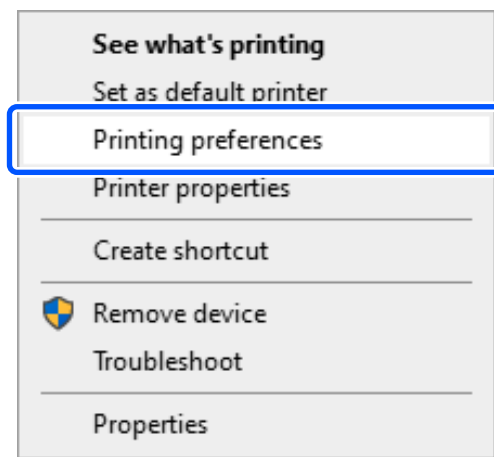 See what's printing
Set as default printer
Printing preferences
Printer properties
Create shortcut
Remove device
Troubleshoot
Properties